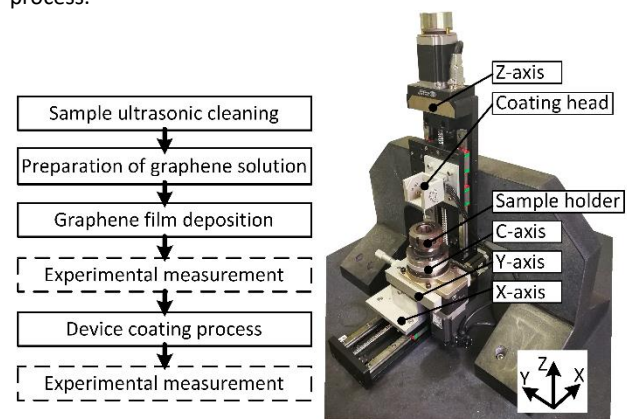 process.
Sample ultrasonic cleaning
Preparation of graphene solution
Graphene film deposition
Experimental measurement
Device coating process
Experimental measurement
Z-axis
Coating head
Sample holder
C-axis
Y-axis
X-axis
Z
Y X